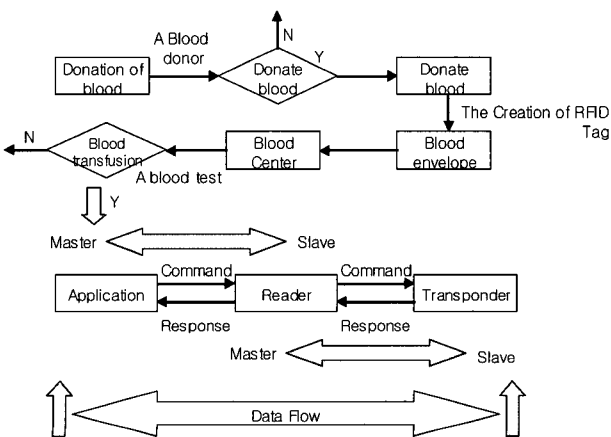 N
A Blood
donor
Y
Donation of
blood
Donate
blood
Donate
blood
The Creation of RFID
Tag
N
Blood
transfusion
A blood test
Blood
Center
Blood
envelope
Y
Master
Slave
Command
Command
Application
Reader
Transponder
Response
Response
Master
Slave
Data Flow